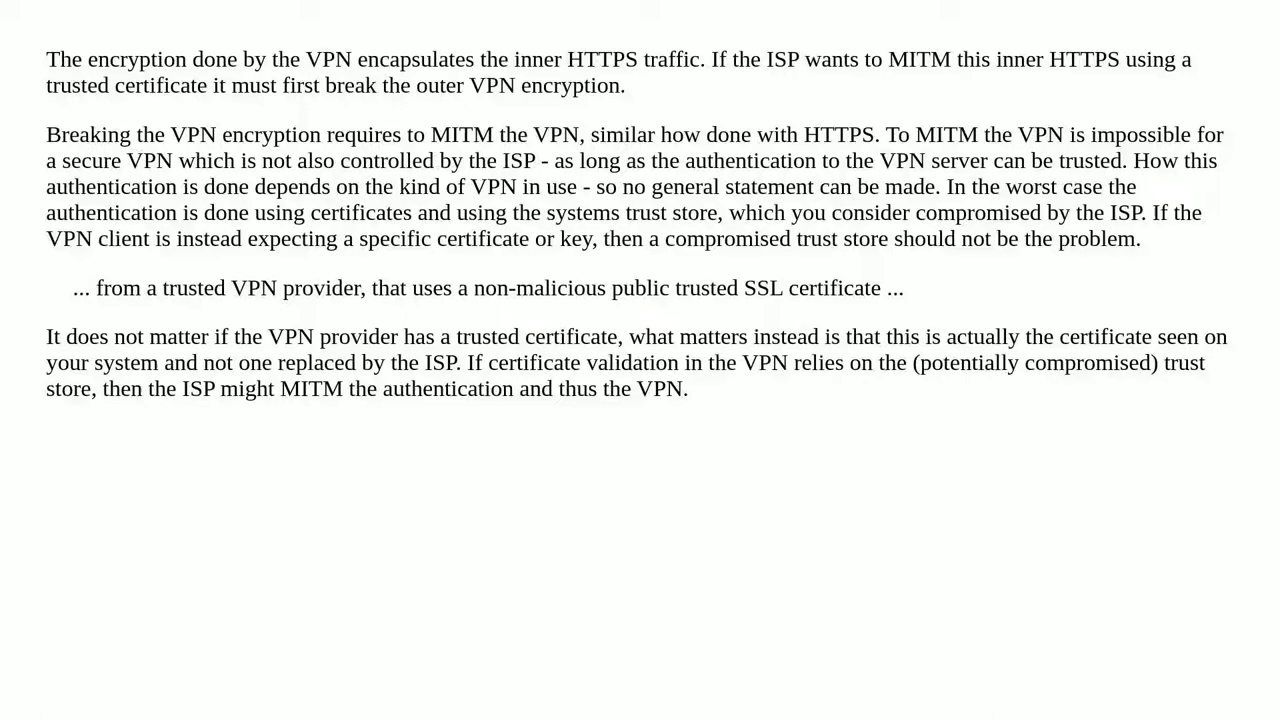 The encryption done by the VPN encapsulates the inner HTTPS traffic. If the ISP wants to MITM this inner HTTPS using a
trusted certificate it must first break the outer VPN encryption.
Breaking the VPN encryption requires to MITM the VPN, similar how done with HTTPS. To MITM the VPN is impossible for
a secure VPN which is not also controlled by the ISP - as long as the authentication to the VPN server can be trusted. How this
authentication is done depends on the kind of VPN in use - so no general statement can be made. In the worst case the
authentication is done using certificates and using the systems trust store, which you consider compromised by the ISP. If the
VPN client is instead expecting a specific certificate or key, then a compromised trust store should not be the problem.
... from a trusted VPN provider, that uses a non-malicious public trusted SSL certificate ...
It does not matter if the VPN provider has a trusted certificate, what matters instead is that this is actually the certificate seen on
your system and not one replaced by the ISP. If certificate validation in the VPN relies on the (potentially compromised) trust
store, then the ISP might MITM the authentication and thus the VPN.